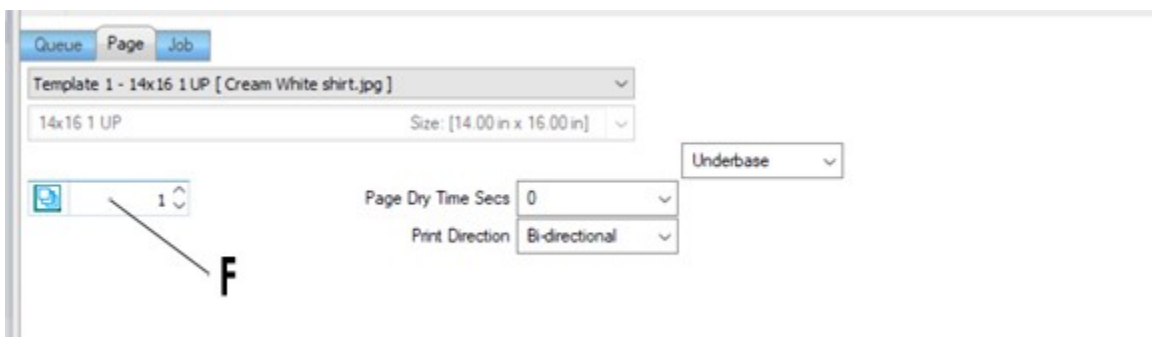 Queue Page Job
Template 1 - 14x16 1 UP [ Cream White shirt.jpg ]
14x16 1 UP Size: [14.00 in x 16.00 in]
Underbase
1 Page Dry Time Secs 0
Print Direction Bi-directional
F